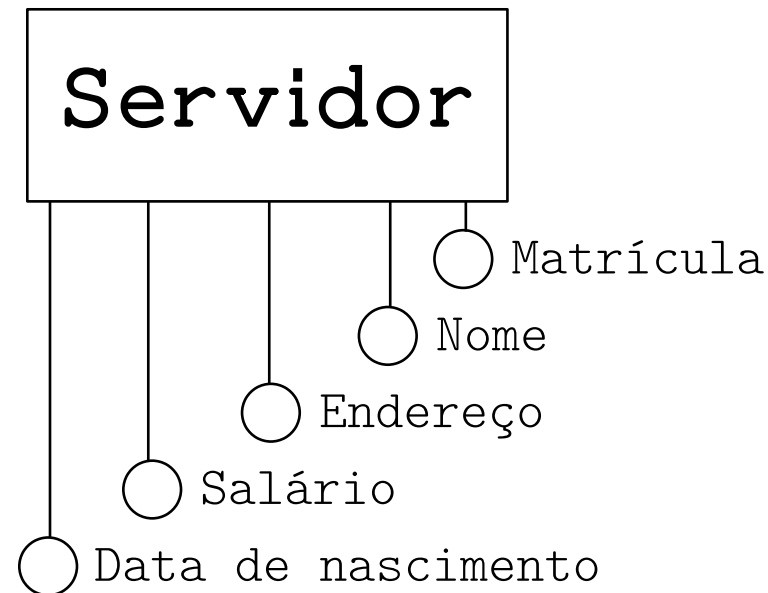 Servidor
Matrícula
Nome
Endereço
Salário
Data de nascimento